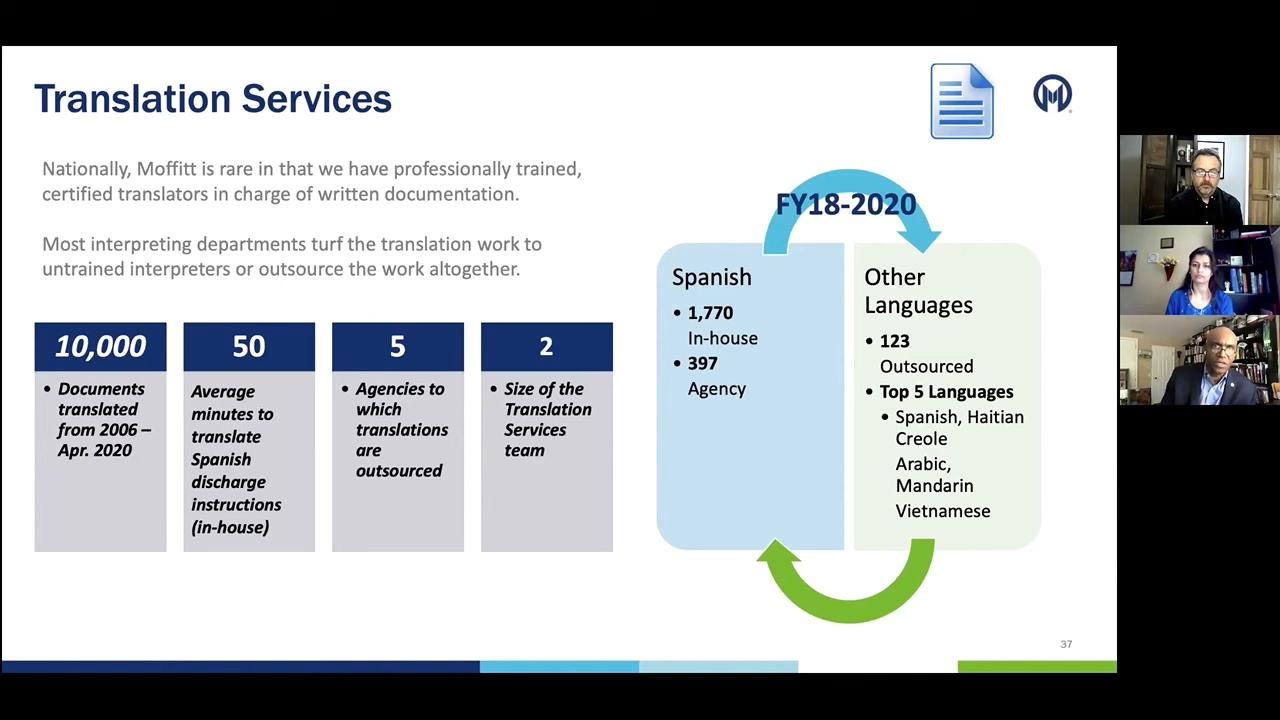 Translation Services
Nationally, Moffitt is rare in that we have professionally trained,
certified translators in charge of written documentation.
Most interpreting departments turf the translation work to
untrained interpreters or outsource the work altogether.
10,000
• Documents
translated
from 2006 –
Apr. 2020
50
Average
minutes to
translate
Spanish
discharge
instructions
(in-house)
5
• Agencies to
which
translations
are
outsourced
2
• Size of the
Translation
Services
team
FY18-2020
Spanish
• 1,770
In-house
• 397
Agency
Other
Languages
• 123
Outsourced
• Top 5 Languages
• Spanish, Haitian
Creole
Arabic,
Mandarin
Vietnamese
37